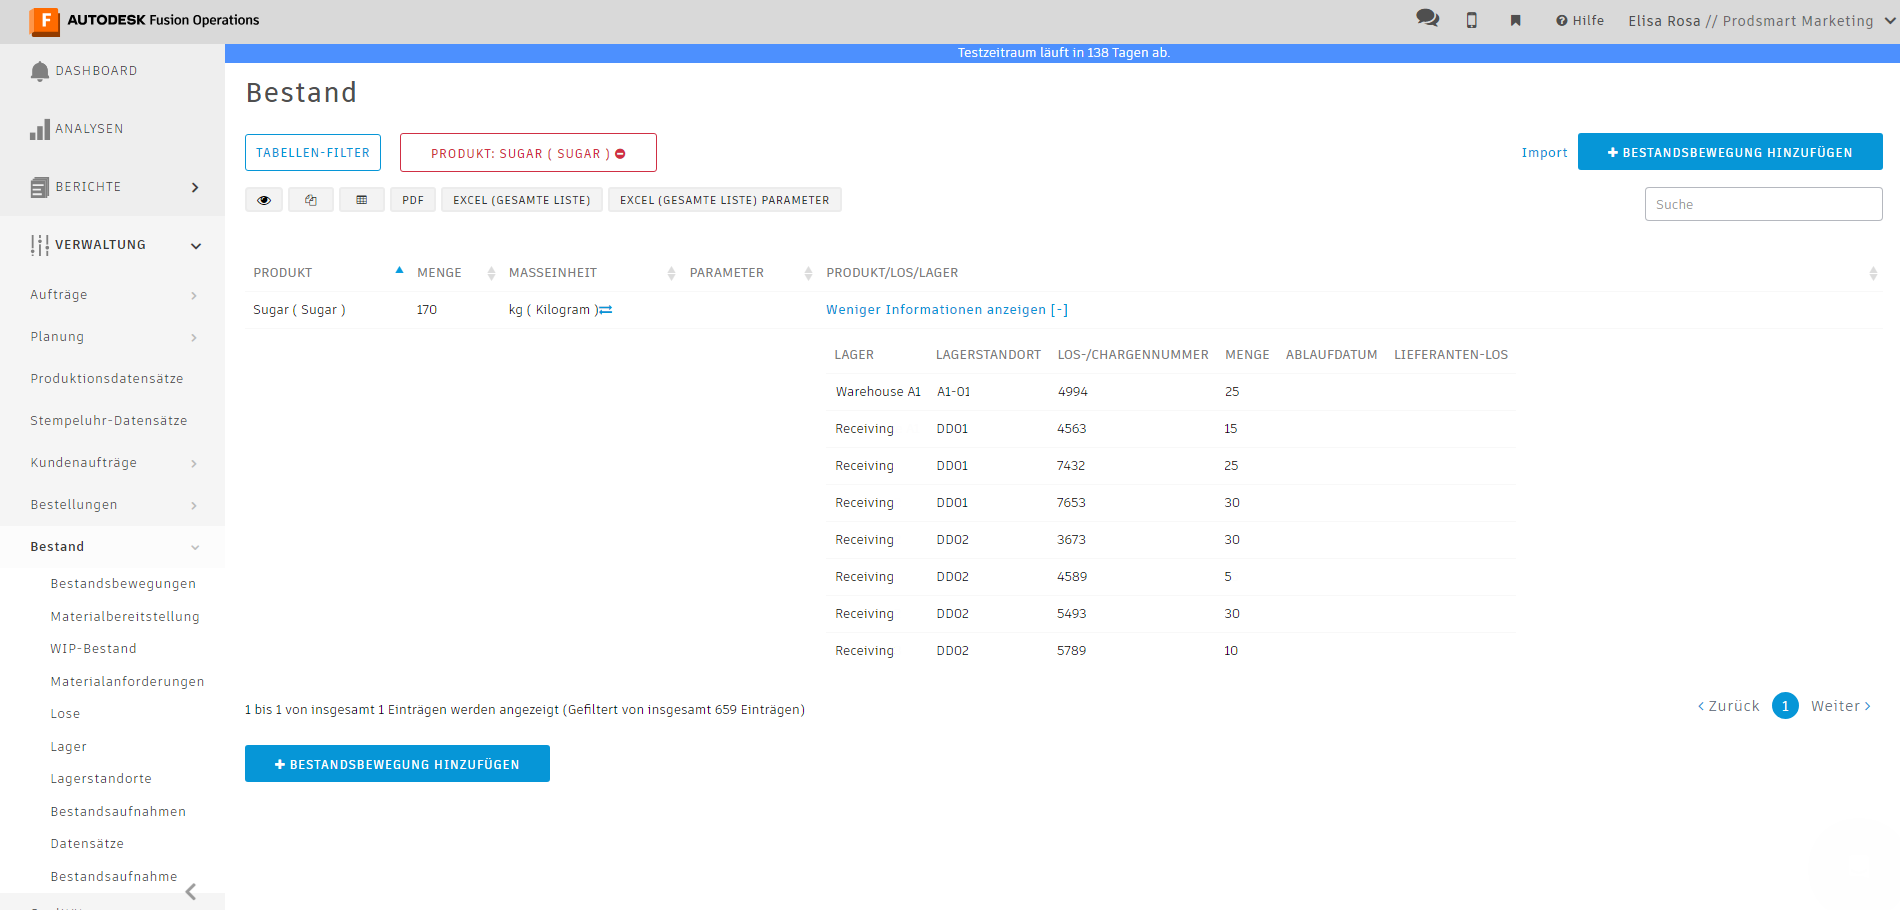 F AUTODESK Fusion Operations
Hilfe Elisa Rosa // Prodsmart Marketing
Testzeitraum läuft in 138 Tagen ab.
DASHBOARD
ANALYSEN
BERICHTE
VERWALTUNG
Aufträge
Planung
Produktionsdatensätze
Stempeluhr-Datensätze
Kundenaufträge
Bestellungen
Bestand
Bestandsbewegungen
Materialbereitstellung
WIP-Bestand
Materialanforderungen
Lose
Lager
Lagerstandorte
Bestandsaufnahmen
Datensätze
Bestandsaufnahme
Bestand
TABELLEN-FILTER PRODUKT: SUGAR ( SUGAR ) Import + BESTANDSBEWEGUNG HINZUFÜGEN
PDF EXCEL (GESAMTE LISTE) EXCEL (GESAMTE LISTE) PARAMETER Suche
PRODUKT MENGE MASSEINHEIT PARAMETER PRODUKT/LOS/LAGER
Sugar ( Sugar ) 170 kg ( Kilogram ) Weniger Informationen anzeigen [-]
LAGER LAGERSTANDORT LOS-/CHARGENNUMMER MENGE ABLAUFDATUM LIEFERANTEN-LOS
Warehouse A1 A1-01 4994 25
Receiving DD01 4563 15
Receiving DD01 7432 25
Receiving DD01 7653 30
Receiving DD02 3673 30
Receiving DD02 4589 5
Receiving DD02 5493 30
Receiving DD02 5789 10
1 bis 1 von insgesamt 1 Einträgen werden angezeigt (Gefiltert von insgesamt 659 Einträgen) < Zurück 1 Weiter >
+ BESTANDSBEWEGUNG HINZUFÜGEN